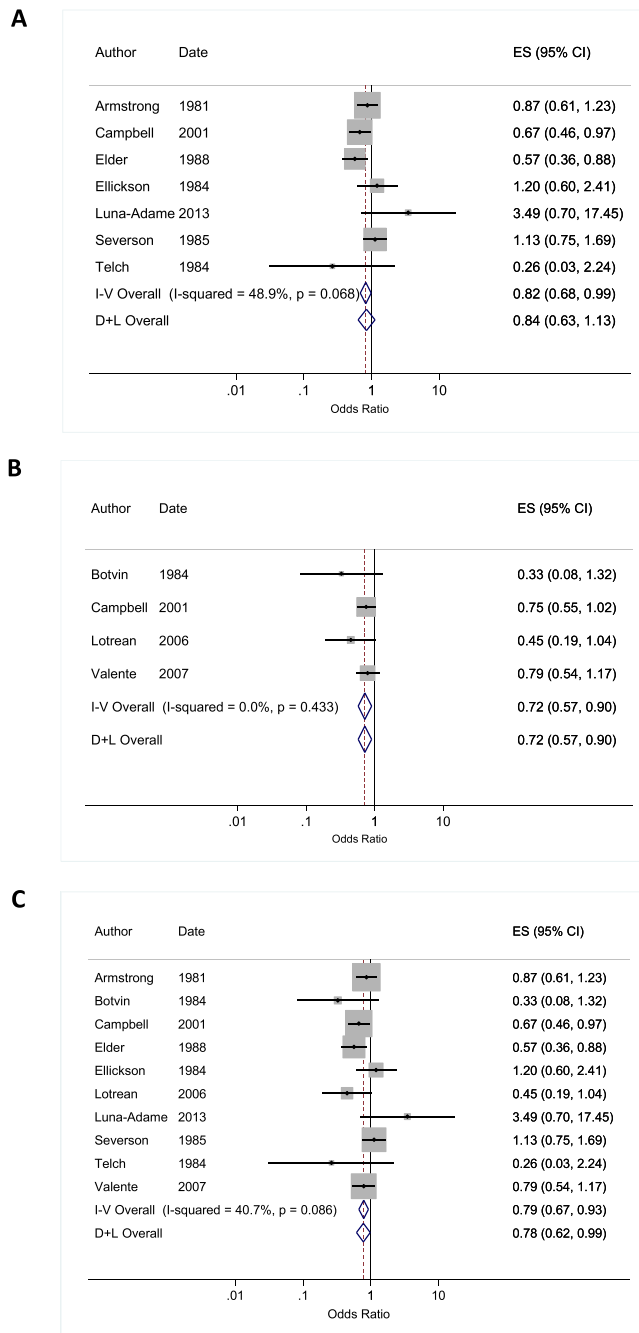 A
Author Date ES (95% CI)
Armstrong 1981 0.87 (0.61, 1.23)
Campbell 2001 0.67 (0.46, 0.97)
Elder 1988 0.57 (0.36, 0.88)
Ellickson 1984 1.20 (0.60, 2.41)
Luna-Adame 2013 3.49 (0.70, 17.45)
Severson 1985 1.13 (0.75, 1.69)
Telch 1984 0.26 (0.03, 2.24)
I-V Overall (I-squared = 48.9%, p = 0.068) 0.82 (0.68, 0.99)
D+L Overall 0.84 (0.63, 1.13)
.01 .1 1 10
Odds Ratio
B
Author Date ES (95% CI)
Botvin 1984 0.33 (0.08, 1.32)
Campbell 2001 0.75 (0.55, 1.02)
Lotrean 2006 0.45 (0.19, 1.04)
Valente 2007 0.79 (0.54, 1.17)
I-V Overall (I-squared = 0.0%, p = 0.433) 0.72 (0.57, 0.90)
D+L Overall 0.72 (0.57, 0.90)
.01 .1 1 10
Odds Ratio
C
Author Date ES (95% CI)
Armstrong 1981 0.87 (0.61, 1.23)
Botvin 1984 0.33 (0.08, 1.32)
Campbell 2001 0.67 (0.46, 0.97)
Elder 1988 0.57 (0.36, 0.88)
Ellickson 1984 1.20 (0.60, 2.41)
Lotrean 2006 0.45 (0.19, 1.04)
Luna-Adame 2013 3.49 (0.70, 17.45)
Severson 1985 1.13 (0.75, 1.69)
Telch 1984 0.26 (0.03, 2.24)
Valente 2007 0.79 (0.54, 1.17)
I-V Overall (I-squared = 40.7%, p = 0.086) 0.79 (0.67, 0.93)
D+L Overall 0.78 (0.62, 0.99)
.01 .1 1 10
Odds Ratio